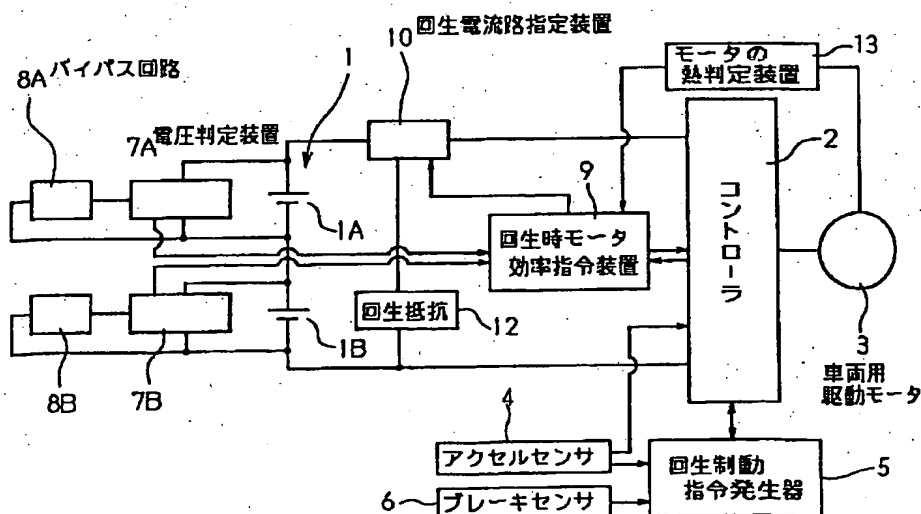 10 回生電流路指定装置
8A バイパス回路
1
モータの
熱判定装置
13
7A 電圧判定装置
2
9
1A
回生時モータ
効率指令装置
コントローラ
回生抵抗
12
1B
3
車両用
駆動モータ
8B
7B
4
アクセルセンサ
回生制動
指令発生器
5
6
ブレーキセンサ